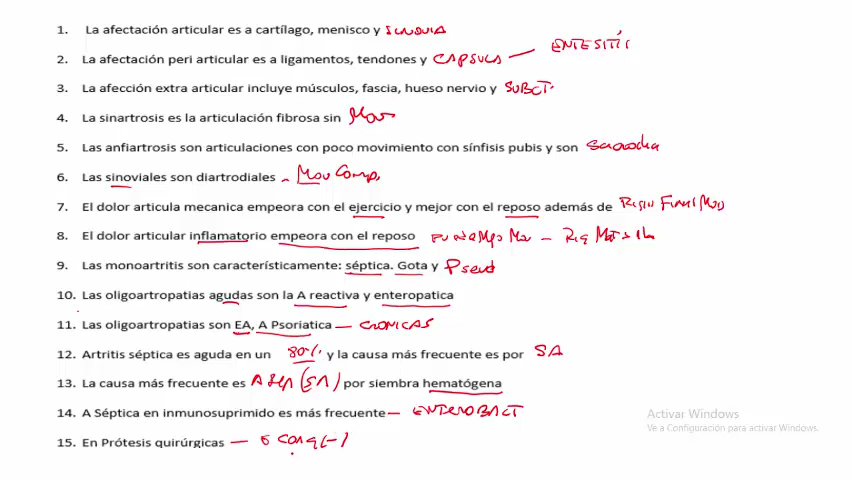 1. La afectación articular es a cartílago, menisco y SINOVIA
ENTESITIS
2. La afectación peri articular es a ligamentos, tendones y CAPSULA —
3. La afección extra articular incluye músculos, fascia, hueso nervio y SUBCT.
4. La sinartrosis es la articulación fibrosa sin Mov
5. Las anfiartrosis son articulaciones con poco movimiento con sínfisis pubis y son
6. Las sinoviales son diartrodiales - Mov Comp.
7. El dolor articula mecanica empeora con el ejercicio y mejor con el reposo además de Final Mov
8. El dolor articular inflamatorio empeora con el reposo
9. Las monoartritis son característicamente: séptica. Gota y Pseud
10. Las oligoartropatias agudas son la A reactiva y enteropatica
11. Las oligoartropatias son EA, A Psoriatica — CRONICAS
12. Artritis séptica es aguda en un 80% y la causa más frecuente es por SA
13. La causa más frecuente es A SEP (SA) por siembra hematógena
14. A Séptica en inmunosuprimido es más frecuente — ENTEROBACT
15. En Prótesis quirúrgicas — COAG (-)
Activar Windows
Ve a Configuración para activar Windows.